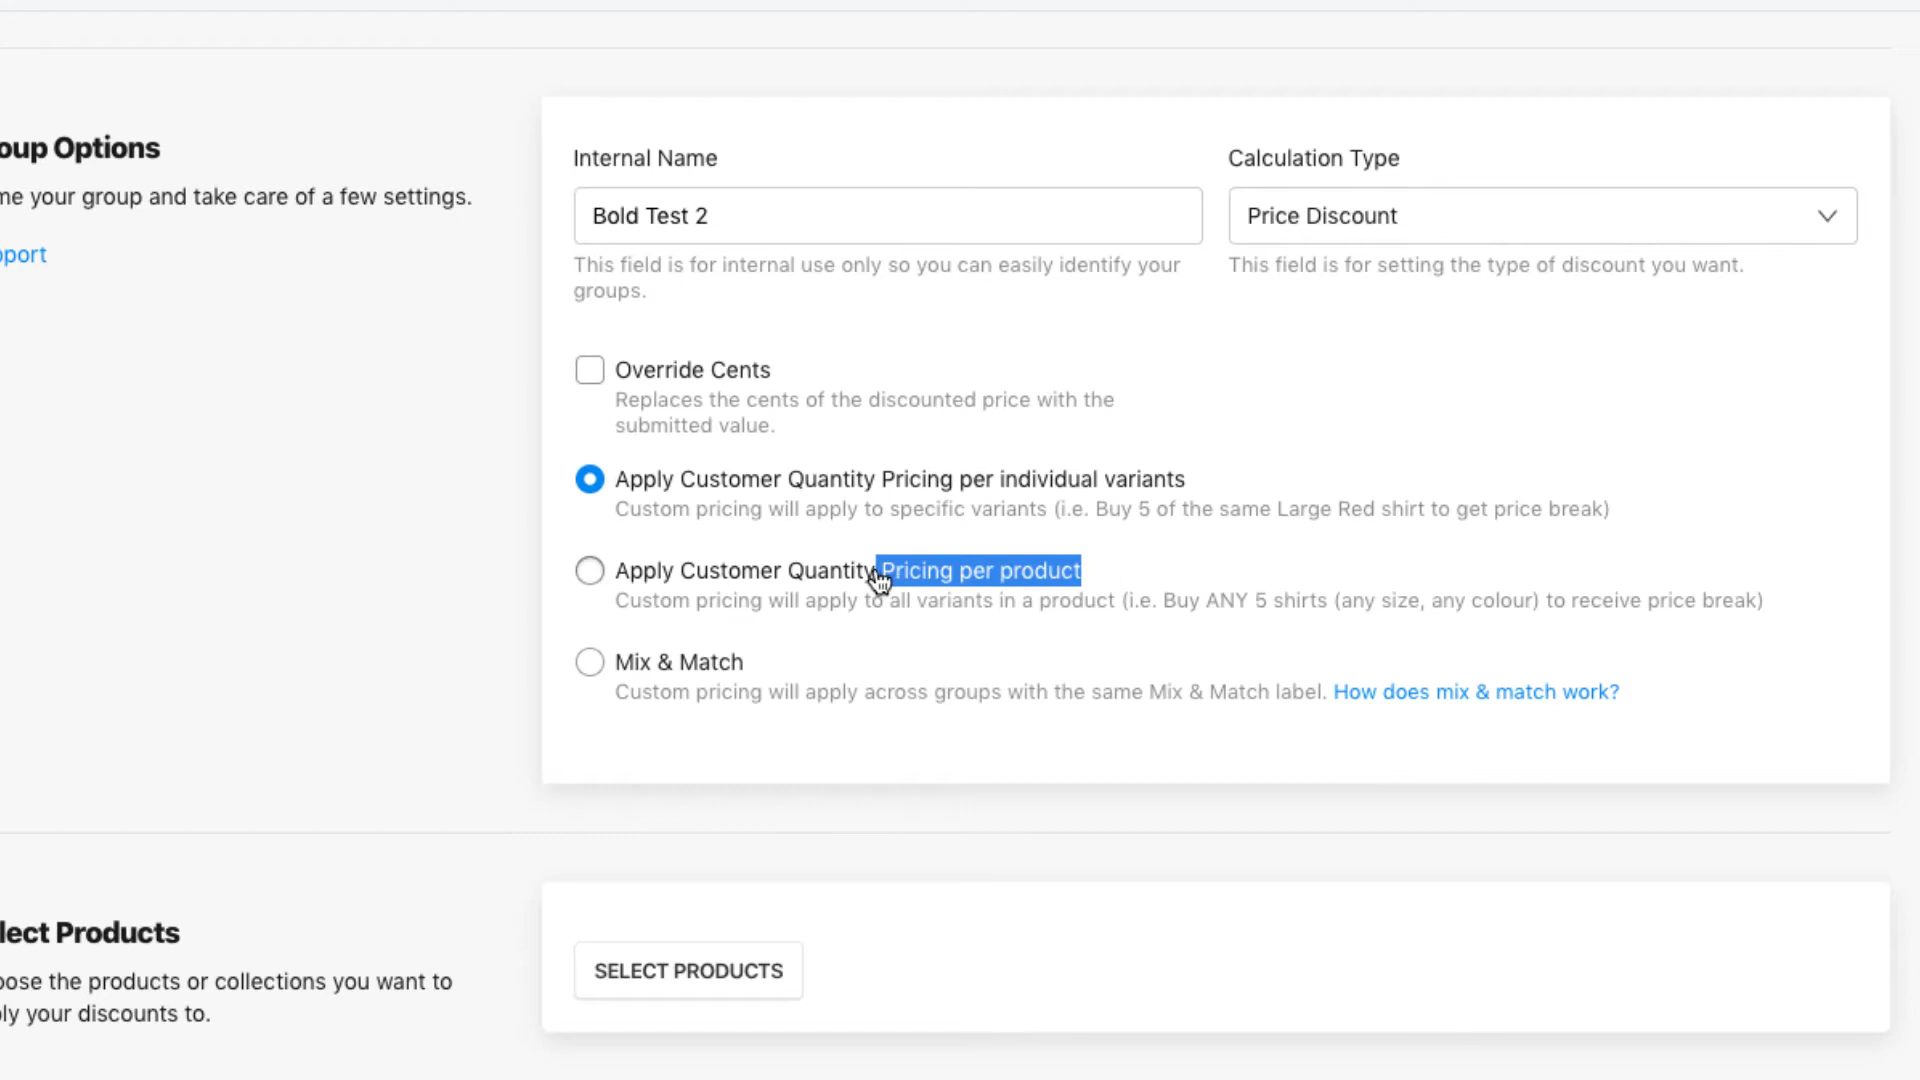 oup Options
me your group and take care of a few settings.
pport
Internal Name
Bold Test 2
This field is for internal use only so you can easily identify your
groups.
Calculation Type
Price Discount
This field is for setting the type of discount you want.
Override Cents
Replaces the cents of the discounted price with the
submitted value.
Apply Customer Quantity Pricing per individual variants
Custom pricing will apply to specific variants (i.e. Buy 5 of the same Large Red shirt to get price break)
Apply Customer Quantity Pricing per product
Custom pricing will apply to all variants in a product (i.e. Buy ANY 5 shirts (any size, any colour) to receive price break)
Mix & Match
Custom pricing will apply across groups with the same Mix & Match label. How does mix & match work?
lect Products
oose the products or collections you want to
ply your discounts to.
SELECT PRODUCTS